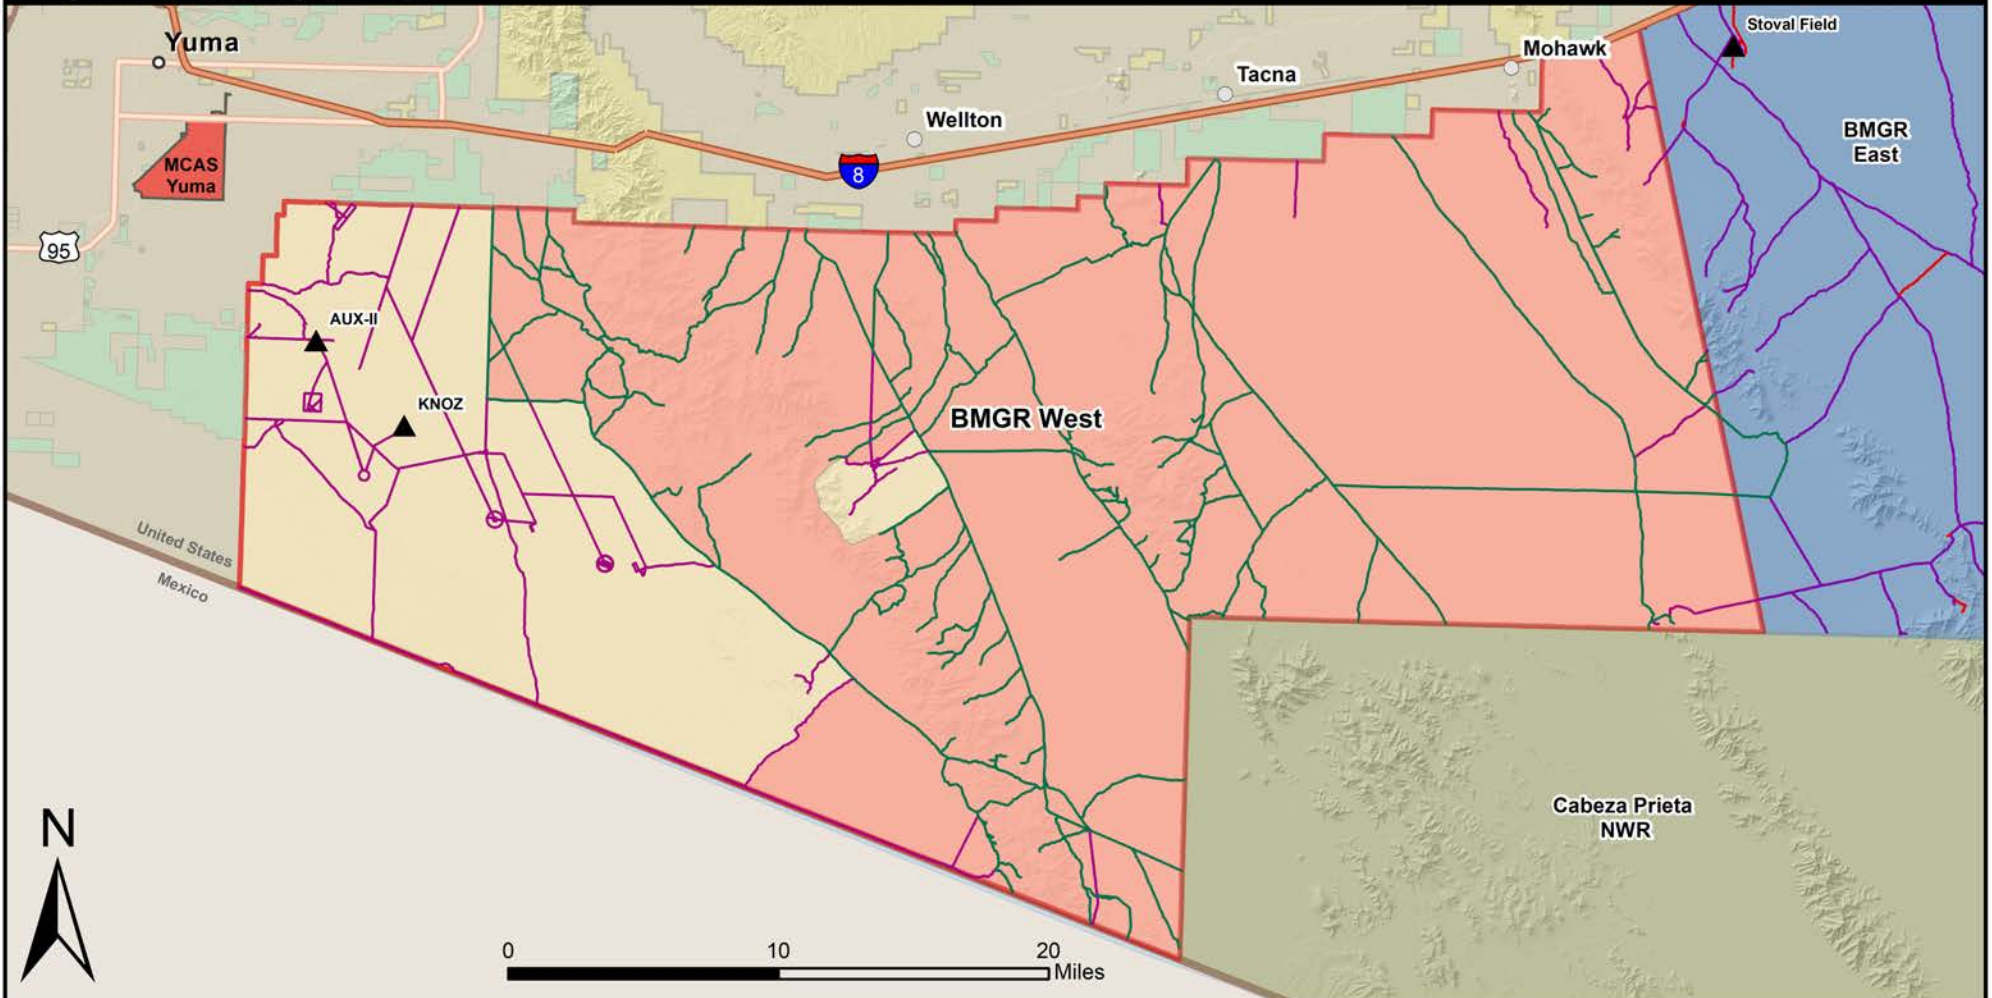 Stoval Field
Yuma
Mohawk
Tacna
Wellton
BMGR
East
MCAS
Yuma
8
95
AUX-II
KNOZ
BMGR West
United States
Mexico
Cabeza Prieta
NWR
N
0
10
20
Miles